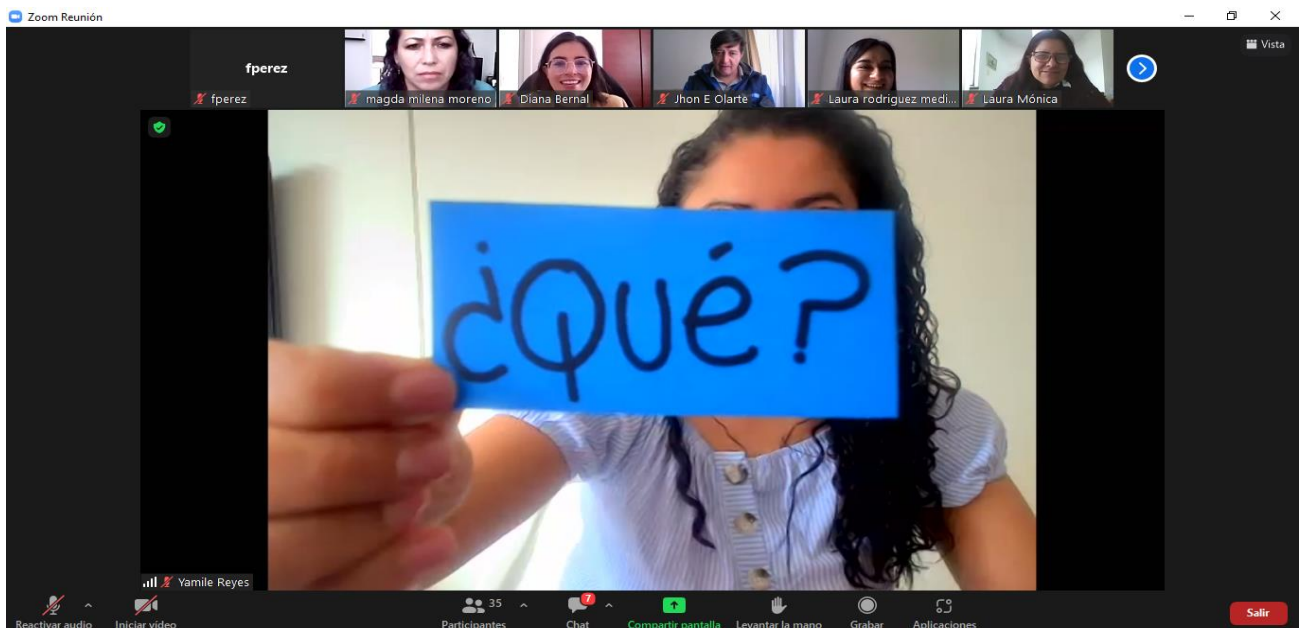 Zoom Reunión
Vista
fperez
fperez
magda milena moreno
Diana Bernal
Jhon E Olarte
Laura rodriguez medi...
Laura Mónica
¿Qué?
Yamile Reyes
35
7
Reactivar audio
Iniciar video
Participantes
Chat
Compartir pantalla
Levantar la mano
Grabar
Aplicaciones
Salir